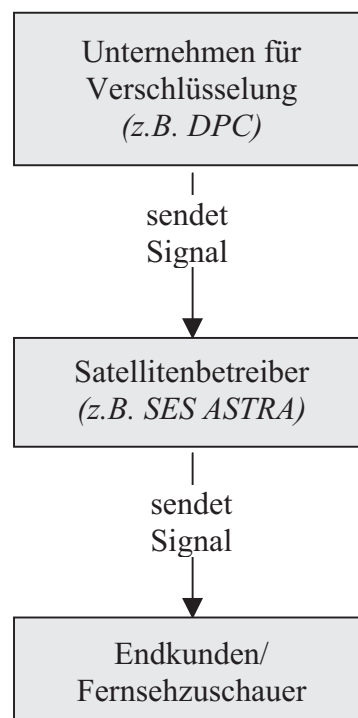 Unternehmen für
Verschlüsselung
(z.B. DPC)
sendet
Signal
Satellitenbetreiber
(z.B. SES ASTRA)
sendet
Signal
Endkunden/
Fernsehzuschauer